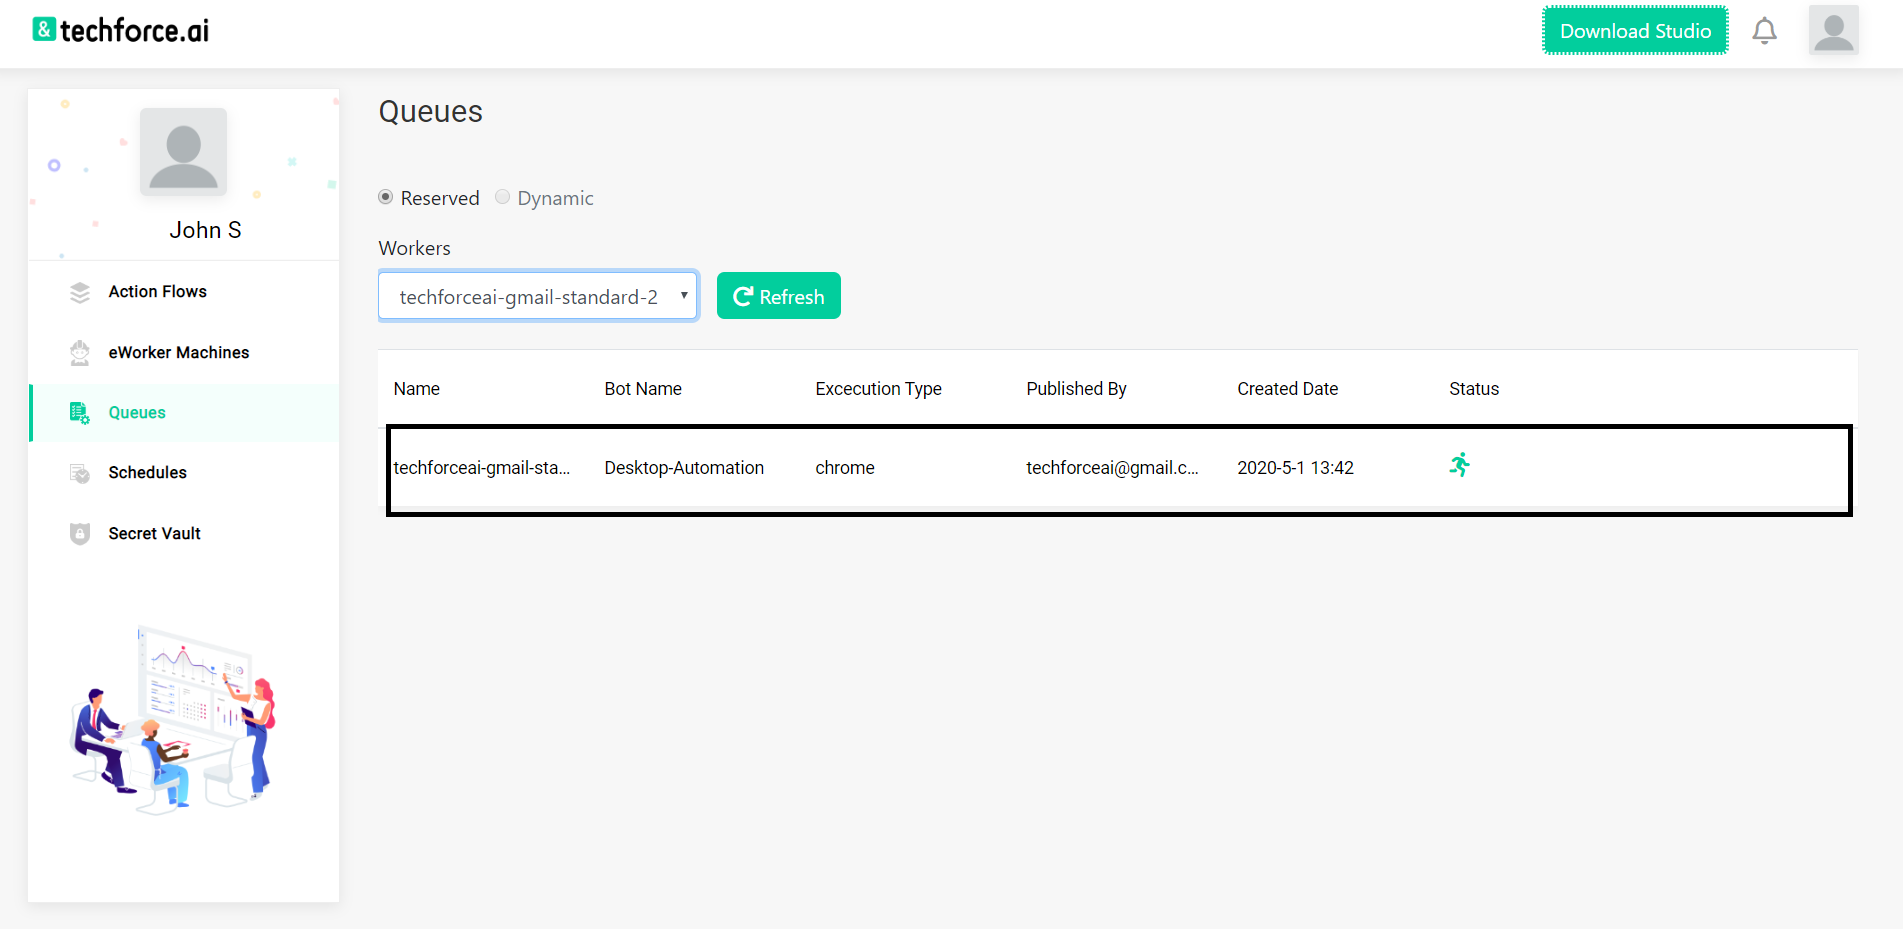 & techforce.ai
Download Studio
John S
Action Flows
eWorker Machines
Queues
Schedules
Secret Vault
Queues
Reserved Dynamic
Workers
techforceai-gmail-standard-2 Refresh
Name Bot Name Excecution Type Published By Created Date Status
techforceai-gmail-sta... Desktop-Automation chrome techforceai@gmail.c... 2020-5-1 13:42